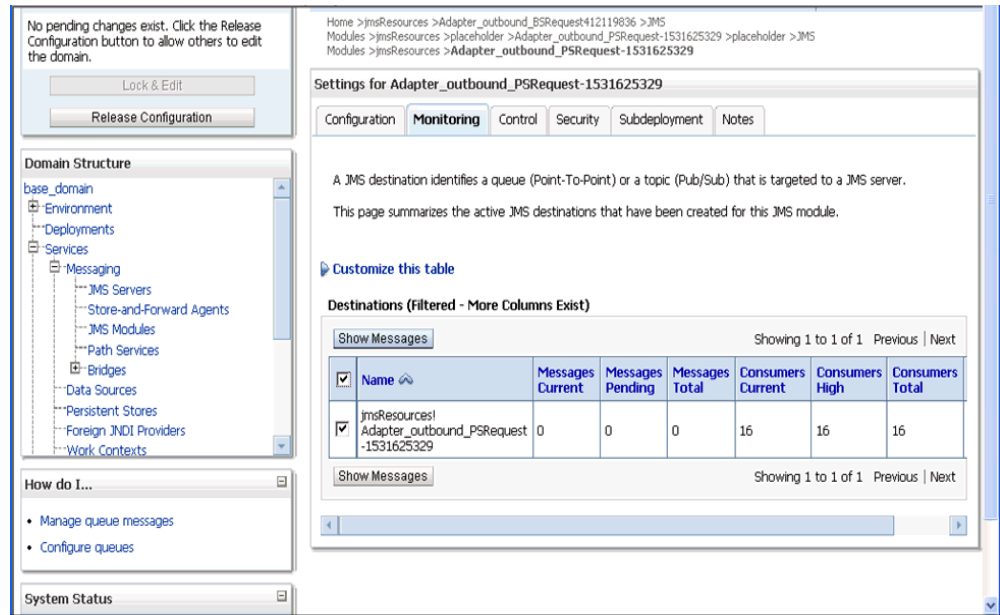 No pending changes exist. Click the Release
Configuration button to allow others to edit
the domain.
Lock & Edit
Release Configuration
Domain Structure
base_domain
Environment
Deployments
Services
Messaging
JMS Servers
Store-and-Forward Agents
JMS Modules
Path Services
Bridges
Data Sources
Persistent Stores
Foreign JNDI Providers
Work Contexts
How do I...
Manage queue messages
Configure queues
System Status
Home >jmsResources >Adapter_outbound_BSRequest412119836 >JMS
Modules >jmsResources >placeholder >Adapter_outbound_PSRequest-1531625329 >placeholder >JMS
Modules >jmsResources >Adapter_outbound_PSRequest-1531625329
Settings for Adapter_outbound_PSRequest-1531625329
Configuration Monitoring Control Security Subdeployment Notes
A JMS destination identifies a queue (Point-To-Point) or a topic (Pub/Sub) that is targeted to a JMS server.
This page summarizes the active JMS destinations that have been created for this JMS module.
Customize this table
Destinations (Filtered - More Columns Exist)
Show Messages Showing 1 to 1 of 1 Previous | Next
Name Messages Current Messages Pending Messages Total Consumers Current Consumers High Consumers Total
jmsResources!
Adapter_outbound_PSRequest 0 0 0 16 16 16
-1531625329
Show Messages Showing 1 to 1 of 1 Previous | Next